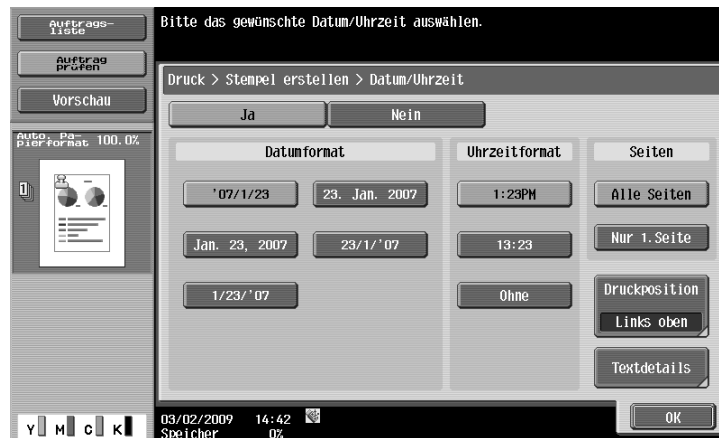 Auftrags-
liste
Auftrag
prüfen
Vorschau
Auto. Pa-
pierformat 100.0%
1
Bitte das gewünschte Datum/Uhrzeit auswählen.
Druck > Stempel erstellen > Datum/Uhrzeit
Ja Nein
Datumformat
'07/1/23 23. Jan. 2007
Jan. 23, 2007 23/1/'07
1/23/'07
Uhrzeitformat
1:23PM
13:23
Ohne
Seiten
Alle Seiten
Nur 1.Seite
Druckposition
Links oben
Textdetails
Y M C K
03/02/2009 14:42
Speicher 0%
OK